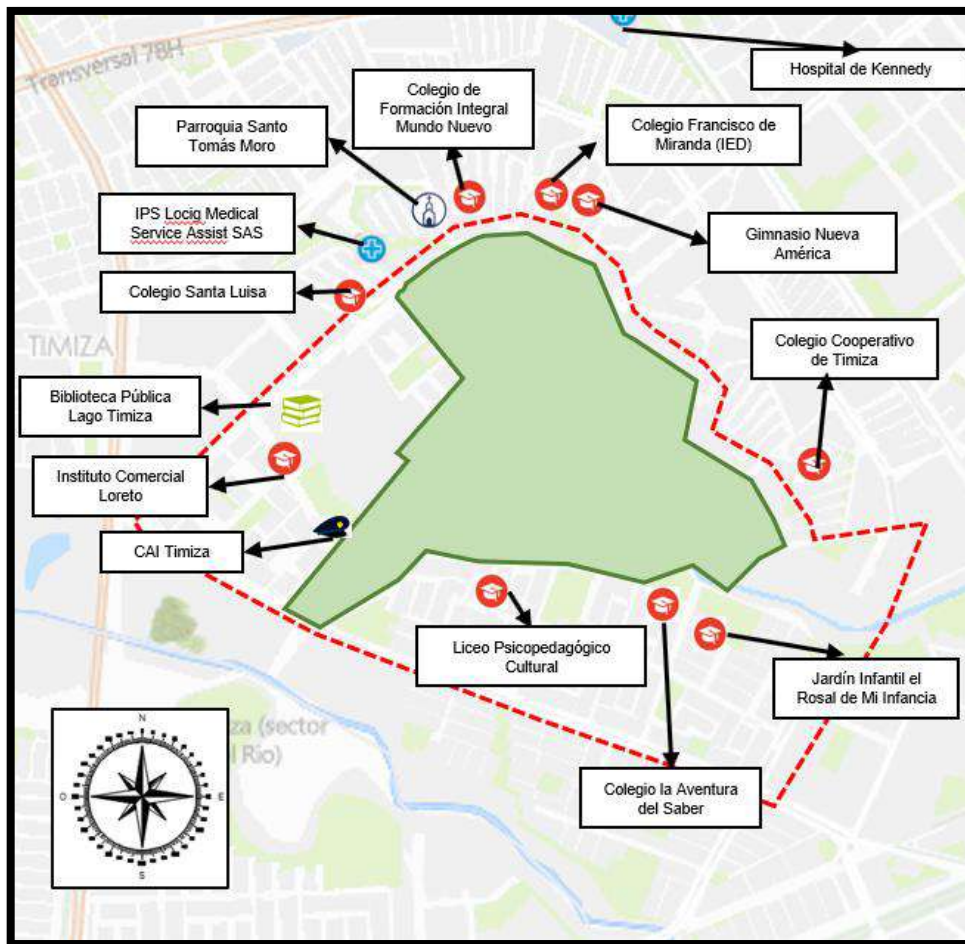 Transversal 78H
Hospital de Kennedy
Colegio de
Formación Integral
Mundo Nuevo
Colegio Francisco de
Miranda (IED)
Parroquia Santo
Tomás Moro
IPS Locig Medical
Service Assist SAS
Gimnasio Nueva
América
Colegio Santa Luisa
TIMIZA
Colegio Cooperativo
de Timiza
Biblioteca Pública
Lago Timiza
Instituto Comercial
Loreto
CAI Timiza
Liceo Psicopedagógico
Cultural
Jardín Infantil el
Rosal de Mi Infancia
za (sector
l Rio)
Colegio la Aventura
del Saber
N
O
E
S